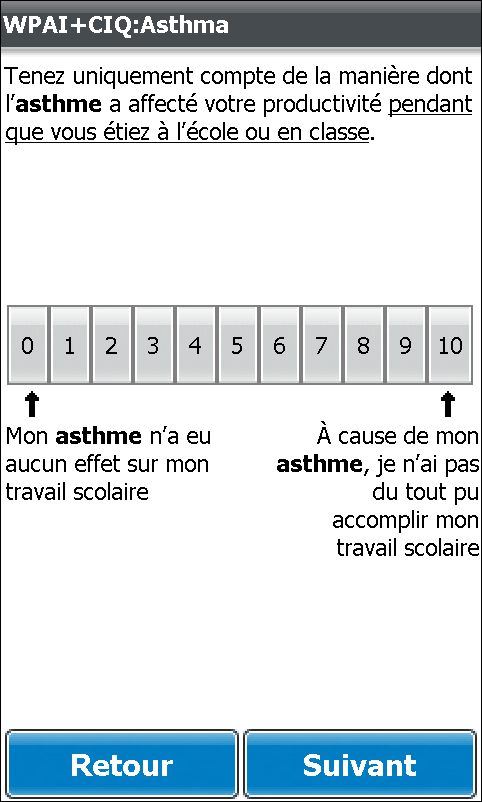 WPAI+CIQ:Asthma
Tenez uniquement compte de la manière dont
l’asthme a affecté votre productivité pendant
que vous étiez à l’école ou en classe.
0 1 2 3 4 5 6 7 8 9 10
Mon asthme n’a eu
aucun effet sur mon
travail scolaire
À cause de mon
asthme, je n’ai pas
du tout pu
accomplir mon
travail scolaire
Retour Suivant